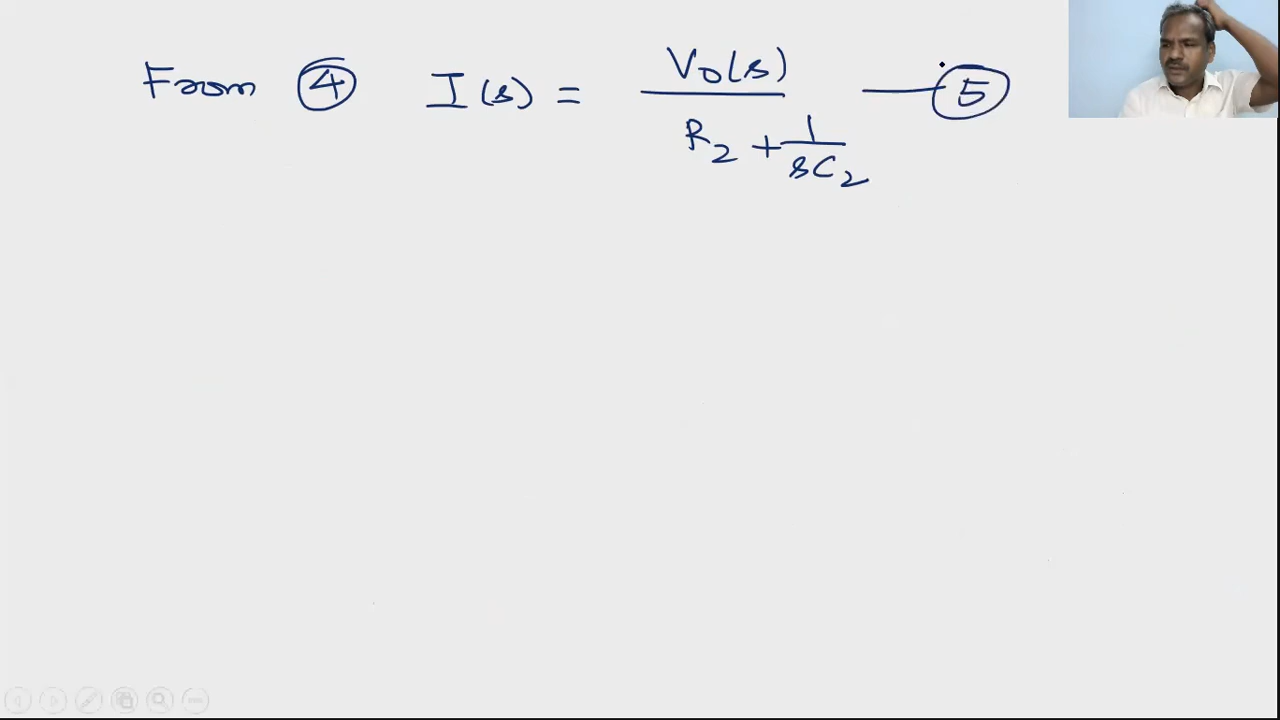 From ④ I(s) = V₀(s) / (R₂ + 1/(sC₂)) — ⑤